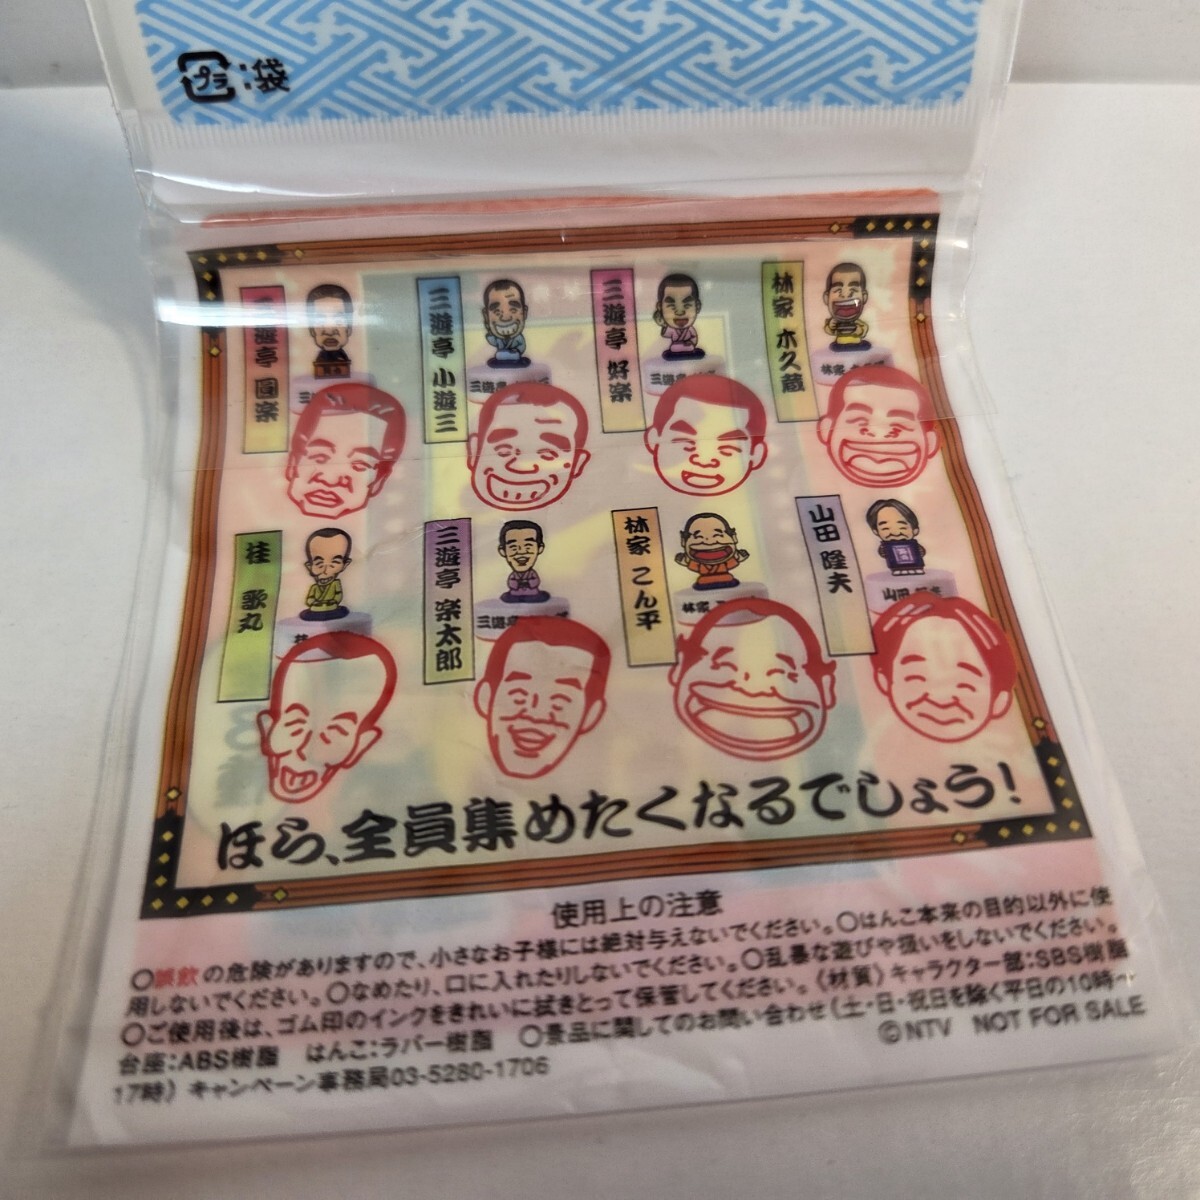 プラ :袋
三遊亭 圓楽
三遊亭 小遊三
三遊亭 好楽
林家 木久蔵
桂 歌丸
三遊亭 楽太郎
林家 こん平
山田 隆夫
ほら、全員集めたくなるでしょう!
使用上の注意
○誤飲の危険がありますので、小さなお子様には絶対与えないでください。○はんこ本来の目的以外に使
用しないでください。○なめたり、口に入れたりしないでください。○乱暴な遊びや扱いをしないでください。
○ご使用後は、ゴム印のインクをきれいに拭きとって保管してください。《材質》キャラクター部:SBS樹脂
台座:ABS樹脂 はんこ:ラバー樹脂 ○景品に関してのお問い合わせ(土・日・祝日を除く平日の10時〜
17時) キャンペーン事務局03-5280-1706
©NTV NOT FOR SALE